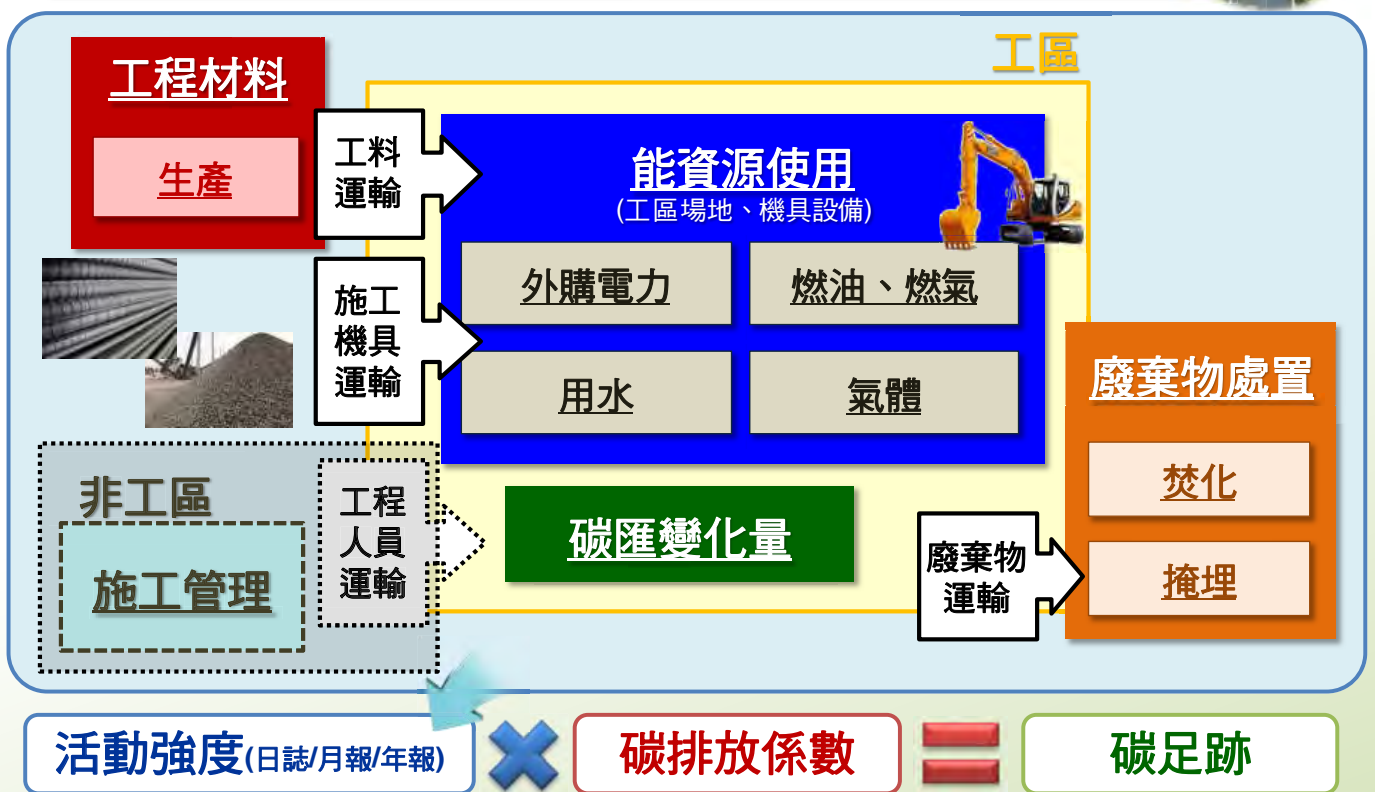 工區
工程材料
生產
工料
運輸
能資源使用
(工區場地、機具設備)
外購電力
燃油、燃氣
施工
機具
運輸
用水
氣體
廢棄物處置
焚化
掩埋
非工區
施工管理
工程
人員
運輸
碳匯變化量
廢棄物
運輸
活動強度(日誌/月報/年報)
碳排放係數
碳足跡